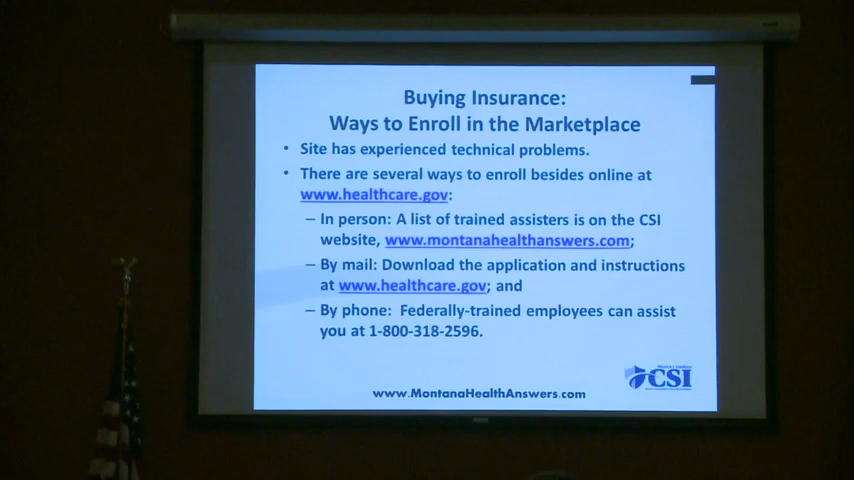 Buying Insurance:
Ways to Enroll in the Marketplace
• Site has experienced technical problems.
• There are several ways to enroll besides online at
www.healthcare.gov:
– In person: A list of trained assisters is on the CSI
website, www.montanahealthanswers.com;
– By mail: Download the application and instructions
at www.healthcare.gov; and
– By phone: Federally-trained employees can assist
you at 1-800-318-2596.
CSI
www.MontanaHealthAnswers.com